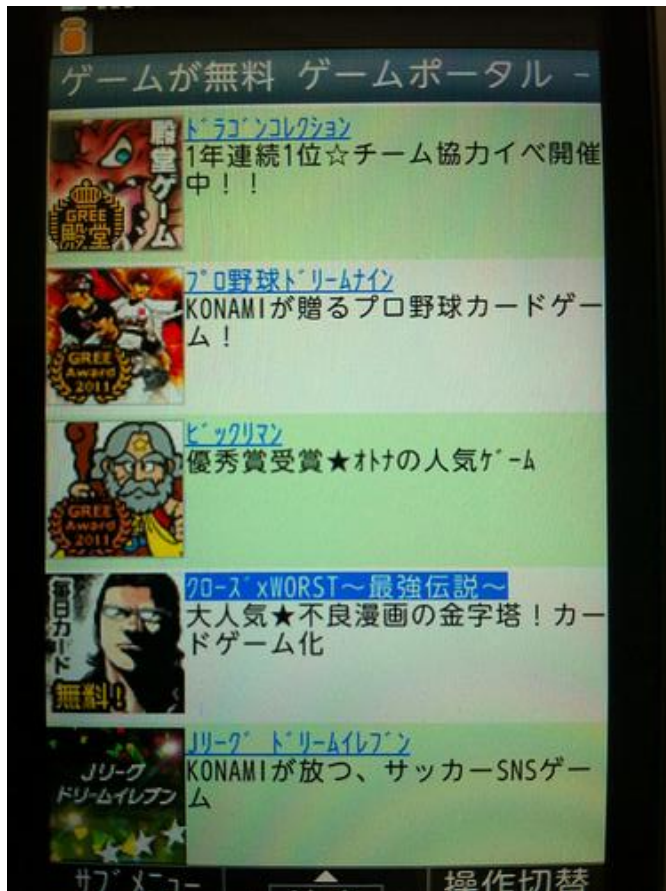 ゲームが無料 ゲームポータル -
ﾄﾞﾗｺﾞﾝｺﾚｸｼｮﾝ
1年連続1位☆チーム協力イベ開催
中！！
殿堂ゲーム
GREE
殿堂
ﾌﾟﾛ野球ﾄﾞﾘｰﾑﾅｲﾝ
KONAMIが贈るプロ野球カードゲー
ム！
GREE
Award
2011
ﾋﾞｯｸﾘﾏﾝ
優秀賞受賞★ｵﾄﾅの人気ｹﾞｰﾑ
GREE
Award
2011
ｸﾛｰｽﾞxWORST～最強伝説～
大人気★不良漫画の金字塔！カー
ドゲーム化
毎日カード
無料！
Jﾘｰｸﾞ ﾄﾞﾘｰﾑｲﾚﾌﾞﾝ
KONAMIが放つ、サッカーSNSゲー
ム
Jリーグ
ドリームイレブン
ｻﾌﾞﾒﾆｭｰ
操作切替